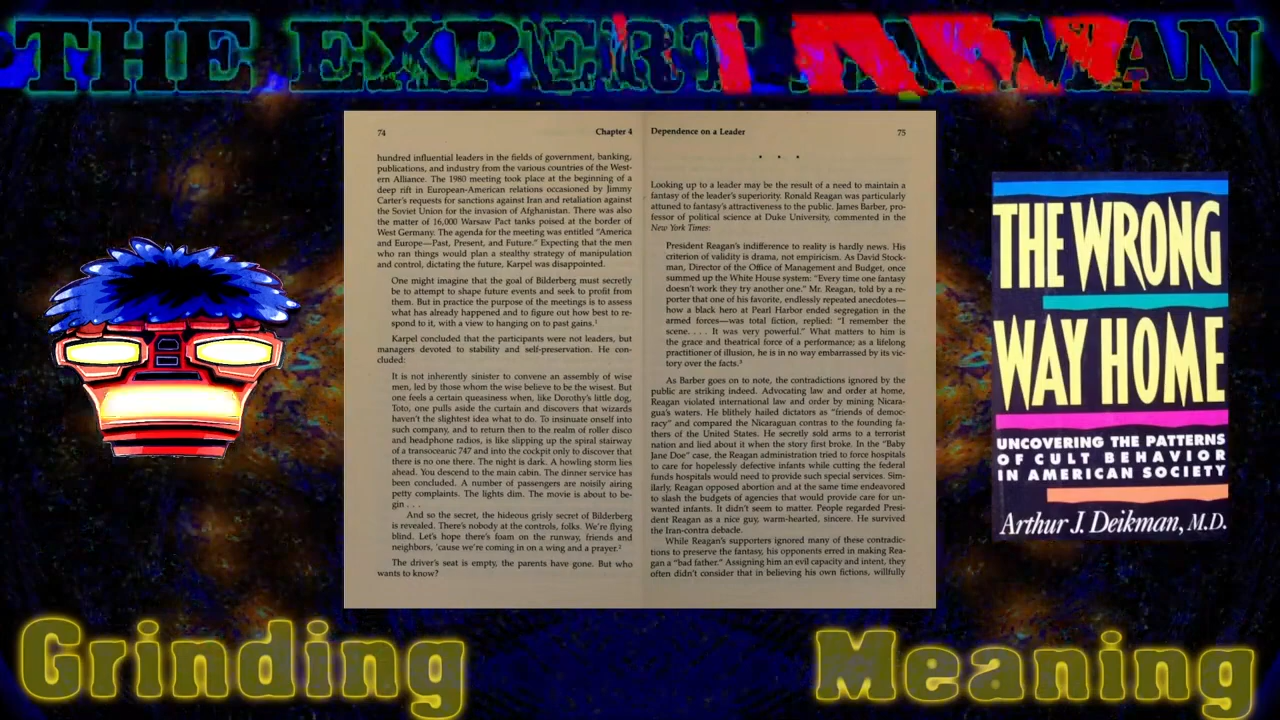 THE EXPERT LAYMAN
74
Chapter 4
hundred influential leaders in the fields of government, banking,
publications, and industry from the various countries of the West-
ern Alliance. The 1980 meeting took place at the beginning of a
deep rift in European-American relations occasioned by Jimmy
Carter's requests for sanctions against Iran and retaliation against
the Soviet Union for the invasion of Afghanistan. There was also
the matter of 16,000 Warsaw Pact tanks poised at the border of
West Germany. The agenda for the meeting was entitled "America
and Europe—Past, Present, and Future." Expecting that the men
who ran things would plan a stealthy strategy of manipulation
and control, dictating the future, Karpel was disappointed.
One might imagine that the goal of Bilderberg must secretly
be to attempt to shape future events and seek to profit from
them. But in practice the purpose of the meetings is to assess
what has already happened and to figure out how best to re-
spond to it, with a view to hanging on to past gains.¹
Karpel concluded that the participants were not leaders, but
managers devoted to stability and self-preservation. He con-
cluded:
It is not inherently sinister to convene an assembly of wise
men, led by those whom the wise believe to be the wisest. But
one feels a certain queasiness when, like Dorothy's little dog,
Toto, one pulls aside the curtain and discovers that wizards
haven't the slightest idea what to do. To insinuate onself into
such company, and to return then to the realm of roller disco
and headphone radios, is like slipping up the spiral stairway
of a transoceanic 747 and into the cockpit only to discover that
there is no one there. The night is dark. A howling storm lies
ahead. You descend to the main cabin. The dinner service has
been concluded. A number of passengers are noisily airing
petty complaints. The lights dim. The movie is about to be-
gin . . .
And so the secret, the hideous grisly secret of Bilderberg
is revealed. There's nobody at the controls, folks. We're flying
blind. Let's hope there's foam on the runway, friends and
neighbors, 'cause we're coming in on a wing and a prayer.²
The driver's seat is empty, the parents have gone. But who
wants to know?
Dependence on a Leader
75
• • •
Looking up to a leader may be the result of a need to maintain a
fantasy of the leader's superiority. Ronald Reagan was particularly
attuned to fantasy's attractiveness to the public. James Barber, pro-
fessor of political science at Duke University, commented in the
New York Times:
President Reagan's indifference to reality is hardly news. His
criterion of validity is drama, not empiricism. As David Stock-
man, Director of the Office of Management and Budget, once
summed up the White House system: "Every time one fantasy
doesn't work they try another one." Mr. Reagan, told by a re-
porter that one of his favorite, endlessly repeated anecdotes—
how a black hero at Pearl Harbor ended segregation in the
armed forces—was total fiction, replied: "I remember the
scene. . . . It was very powerful." What matters to him is
the grace and theatrical force of a performance; as a lifelong
practitioner of illusion, he is in no way embarrassed by its vic-
tory over the facts.³
As Barber goes on to note, the contradictions ignored by the
public are striking indeed. Advocating law and order at home,
Reagan violated international law and order by mining Nicara-
gua's waters. He blithely hailed dictators as "friends of democ-
racy" and compared the Nicaraguan contras to the founding fa-
thers of the United States. He secretly sold arms to a terrorist
nation and lied about it when the story first broke. In the "Baby
Jane Doe" case, the Reagan administration tried to force hospitals
to care for hopelessly defective infants while cutting the federal
funds hospitals would need to provide such special services. Sim-
ilarly, Reagan opposed abortion and at the same time endeavored
to slash the budgets of agencies that would provide care for un-
wanted infants. It didn't seem to matter. People regarded Presi-
dent Reagan as a nice guy, warm-hearted, sincere. He survived
the Iran-contra debacle.
While Reagan's supporters ignored many of these contradic-
tions to preserve the fantasy, his opponents erred in making Rea-
gan a "bad father." Assigning him an evil capacity and intent, they
often didn't consider that in believing his own fictions, willfully
THE WRONG
WAY HOME
UNCOVERING THE PATTERNS
OF CULT BEHAVIOR
IN AMERICAN SOCIETY
Arthur J. Deikman, M.D.
Grinding
Meaning